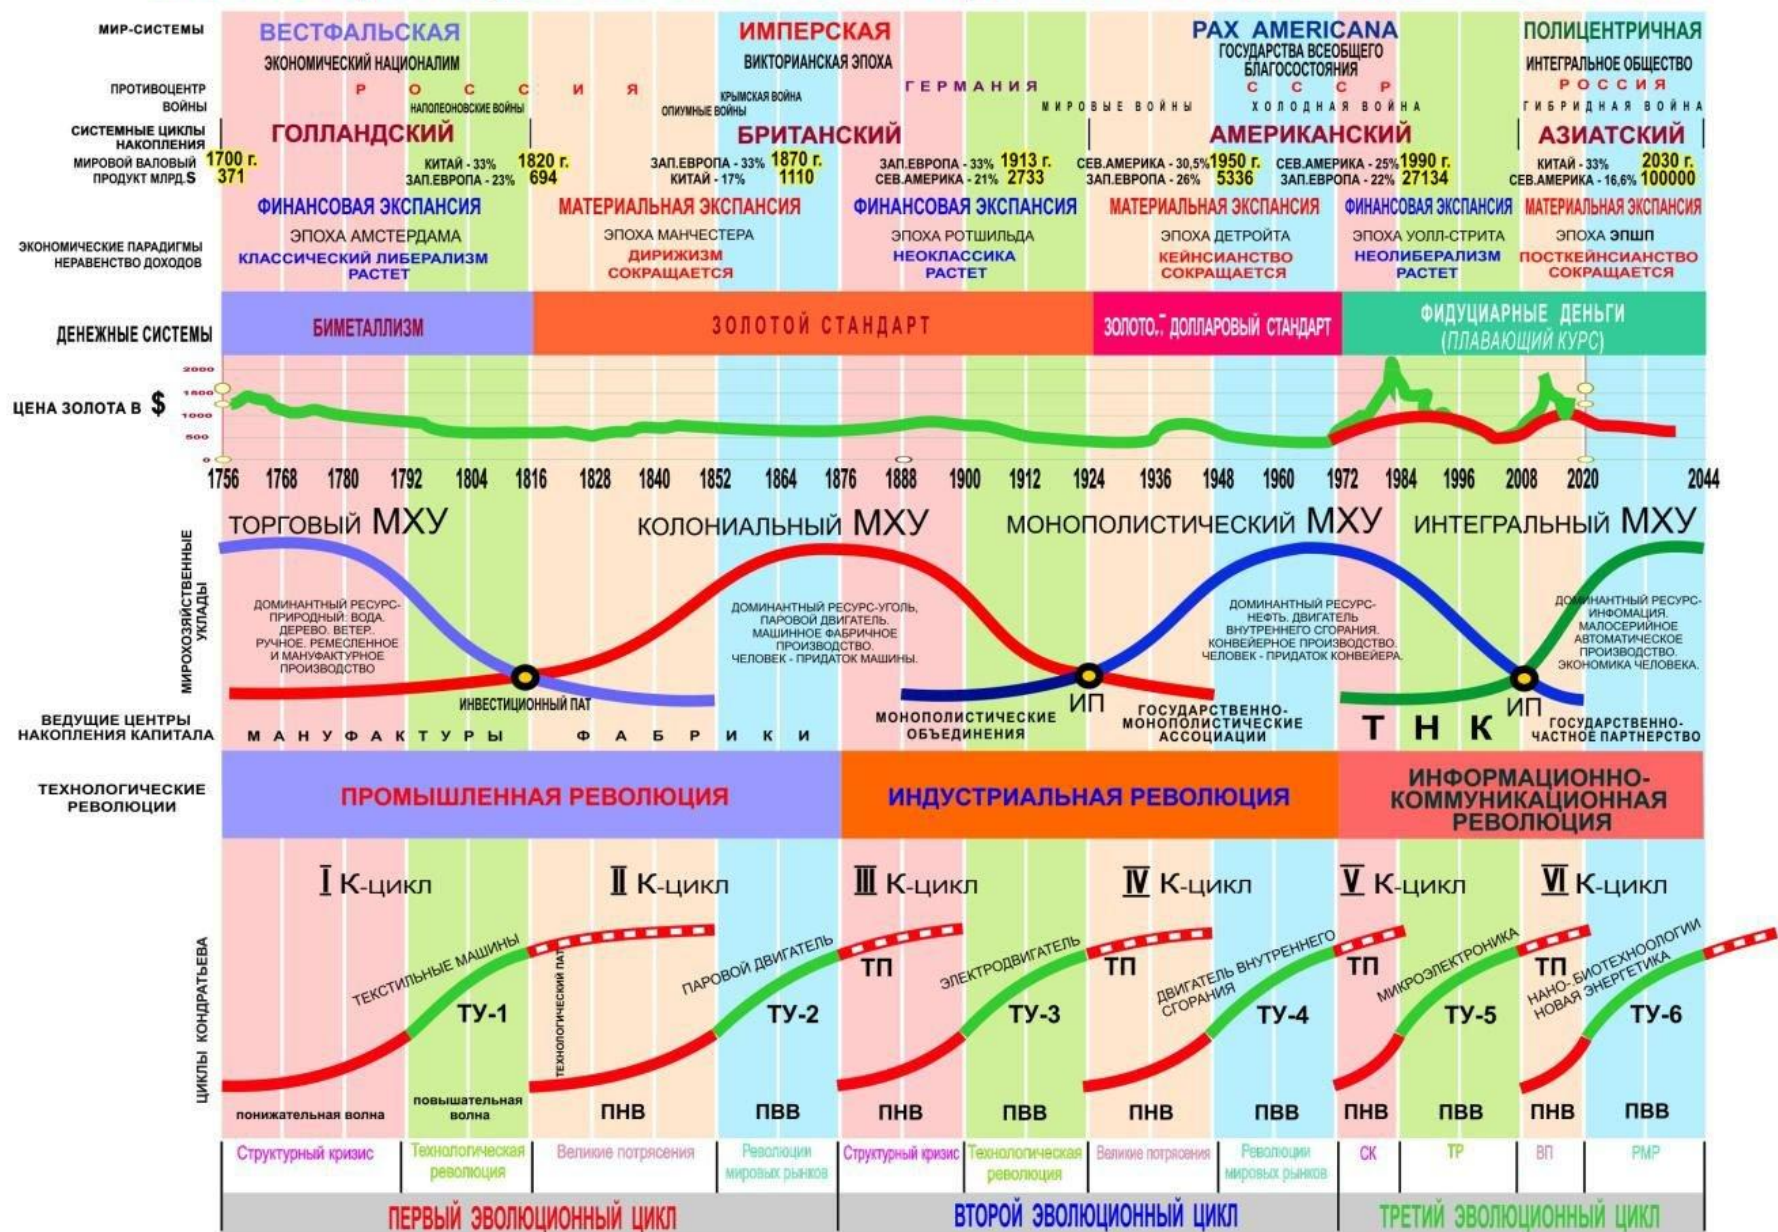 МИР-СИСТЕМЫ
ВЕСТФАЛЬСКАЯ
ИМПЕРСКАЯ
PAX AMERICANA
ПОЛИЦЕНТРИЧНАЯ
ЭКОНОМИЧЕСКИЙ НАЦИОНАЛИМ
ВИКТОРИАНСКАЯ ЭПОХА
ГОСУДАРСТВА ВСЕОБЩЕГО
БЛАГОСОСТОЯНИЯ
ИНТЕГРАЛЬНОЕ ОБЩЕСТВО
ПРОТИВОЦЕНТР
РОССИЯ
ГЕРМАНИЯ
СССР
РОССИЯ
ВОЙНЫ
НАПОЛЕОНОВСКИЕ ВОЙНЫ
ОПИУМНЫЕ ВОЙНЫ
КРЫМСКАЯ ВОЙНА
МИРОВЫЕ ВОЙНЫ
ХОЛОДНАЯ ВОЙНА
ГИБРИДНАЯ ВОЙНА
СИСТЕМНЫЕ ЦИКЛЫ
НАКОПЛЕНИЯ
ГОЛЛАНДСКИЙ
БРИТАНСКИЙ
АМЕРИКАНСКИЙ
АЗИАТСКИЙ
МИРОВОЙ ВАЛОВЫЙ
ПРОДУКТ МЛРД.$
1700 г.
371
КИТАЙ - 33%
ЗАП.ЕВРОПА - 23%
1820 г.
694
ЗАП.ЕВРОПА - 33%
КИТАЙ - 17%
1870 г.
1110
ЗАП.ЕВРОПА - 33%
СЕВ.АМЕРИКА - 21%
1913 г.
2733
СЕВ.АМЕРИКА - 30,5%
ЗАП.ЕВРОПА - 26%
1950 г.
5336
СЕВ.АМЕРИКА - 25%
ЗАП.ЕВРОПА - 22%
1990 г.
27134
КИТАЙ - 33%
СЕВ.АМЕРИКА - 16,6%
2030 г.
100000
ФИНАНСОВАЯ ЭКСПАНСИЯ
МАТЕРИАЛЬНАЯ ЭКСПАНСИЯ
ФИНАНСОВАЯ ЭКСПАНСИЯ
МАТЕРИАЛЬНАЯ ЭКСПАНСИЯ
ФИНАНСОВАЯ ЭКСПАНСИЯ
МАТЕРИАЛЬНАЯ ЭКСПАНСИЯ
ЭКОНОМИЧЕСКИЕ ПАРАДИГМЫ
НЕРАВЕНСТВО ДОХОДОВ
ЭПОХА АМСТЕРДАМА
КЛАССИЧЕСКИЙ ЛИБЕРАЛИЗМ
РАСТЕТ
ЭПОХА МАНЧЕСТЕРА
ДИРИЖИЗМ
СОКРАЩАЕТСЯ
ЭПОХА РОТШИЛЬДА
НЕОКЛАССИКА
РАСТЕТ
ЭПОХА ДЕТРОЙТА
КЕЙНСИАНСТВО
СОКРАЩАЕТСЯ
ЭПОХА УОЛЛ-СТРИТА
НЕОЛИБЕРАЛИЗМ
РАСТЕТ
ЭПОХА ЭПШП
ПОСТКЕЙНСИАНСТВО
СОКРАЩАЕТСЯ
ДЕНЕЖНЫЕ СИСТЕМЫ
БИМЕТАЛЛИЗМ
ЗОЛОТОЙ СТАНДАРТ
ЗОЛОТО.- ДОЛЛАРОВЫЙ СТАНДАРТ
ФИДУЦИАРНЫЕ ДЕНЬГИ
(ПЛАВАЮЩИЙ КУРС)
ЦЕНА ЗОЛОТА В $
2000
1500
1000
500
0
1756 1768 1780 1792 1804 1816 1828 1840 1852 1864 1876 1888 1900 1912 1924 1936 1948 1960 1972 1984 1996 2008 2020 2044
МИРОХОЗЯЙСТВЕННЫЕ
УКЛАДЫ
ТОРГОВЫЙ МХУ
КОЛОНИАЛЬНЫЙ МХУ
МОНОПОЛИСТИЧЕСКИЙ МХУ
ИНТЕГРАЛЬНЫЙ МХУ
ДОМИНАНТНЫЙ РЕСУРС-
ПРИРОДНЫЙ: ВОДА.
ДЕРЕВО. ВЕТЕР..
РУЧНОЕ. РЕМЕСЛЕННОЕ
И МАНУФАКТУРНОЕ
ПРОИЗВОДСТВО
ДОМИНАНТНЫЙ РЕСУРС-УГОЛЬ,
ПАРОВОЙ ДВИГАТЕЛЬ.
МАШИННОЕ ФАБРИЧНОЕ
ПРОИЗВОДСТВО.
ЧЕЛОВЕК - ПРИДАТОК МАШИНЫ.
ДОМИНАНТНЫЙ РЕСУРС-
НЕФТЬ. ДВИГАТЕЛЬ
ВНУТРЕННЕГО СГОРАНИЯ.
КОНВЕЙЕРНОЕ ПРОИЗВОДСТВО.
ЧЕЛОВЕК - ПРИДАТОК КОНВЕЙЕРА.
ДОМИНАНТНЫЙ РЕСУРС-
ИНФОМАЦИЯ.
МАЛОСЕРИЙНОЕ
АВТОМАТИЧЕСКОЕ
ПРОИЗВОДСТВО.
ЭКОНОМИКА ЧЕЛОВЕКА.
ИНВЕСТИЦИОННЫЙ ПАТ
ИП
ИП
ВЕДУЩИЕ ЦЕНТРЫ
НАКОПЛЕНИЯ КАПИТАЛА
МАНУФАКТУРЫ
ФАБРИКИ
МОНОПОЛИСТИЧЕСКИЕ
ОБЪЕДИНЕНИЯ
ГОСУДАРСТВЕННО-
МОНОПОЛИСТИЧЕСКИЕ
АССОЦИАЦИИ
ТНК
ГОСУДАРСТВЕННО-
ЧАСТНОЕ ПАРТНЕРСТВО
ТЕХНОЛОГИЧЕСКИЕ
РЕВОЛЮЦИИ
ПРОМЫШЛЕННАЯ РЕВОЛЮЦИЯ
ИНДУСТРИАЛЬНАЯ РЕВОЛЮЦИЯ
ИНФОРМАЦИОННО-
КОММУНИКАЦИОННАЯ
РЕВОЛЮЦИЯ
ЦИКЛЫ КОНДРАТЬЕВА
I К-ЦИКЛ
II К-ЦИКЛ
III К-ЦИКЛ
IV К-ЦИКЛ
V К-ЦИКЛ
VI К-ЦИКЛ
ТЕКСТИЛЬНЫЕ МАШИНЫ
ТУ-1
ТЕХНОЛОГИЧЕСКИЙ ПАТ
ПАРОВОЙ ДВИГАТЕЛЬ
ТУ-2
ТП
ЭЛЕКТРОДВИГАТЕЛЬ
ТУ-3
ТП
ДВИГАТЕЛЬ ВНУТРЕННЕГО
СГОРАНИЯ
ТУ-4
ТП
МИКРОЭЛЕКТРОНИКА
ТУ-5
ТП
НАНО-.БИОТЕХНООЛОГИИ
НОВАЯ ЭНЕРГЕТИКА
ТУ-6
понижательная волна
повышательная
волна
ПНВ
ПВВ
ПНВ
ПВВ
ПНВ
ПВВ
ПНВ
ПВВ
ПНВ
ПВВ
Структурный кризис
Технологическая
революция
Великие потрясения
Революции
мировых рынков
Структурный кризис
Технологическая
революция
Великие потрясения
Революции
мировых рынков
СК
ТР
ВП
РМР
ПЕРВЫЙ ЭВОЛЮЦИОННЫЙ ЦИКЛ
ВТОРОЙ ЭВОЛЮЦИОННЫЙ ЦИКЛ
ТРЕТИЙ ЭВОЛЮЦИОННЫЙ ЦИКЛ